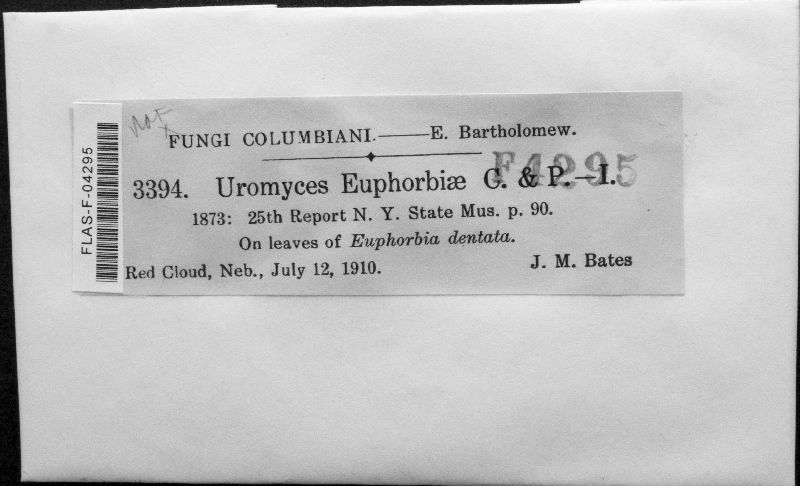 FLAS-F-04295
FUNGI COLUMBIANI.——E. Bartholomew.
F4295
3394. Uromyces Euphorbiæ C. & P.—I.
1873: 25th Report N. Y. State Mus. p. 90.
On leaves of Euphorbia dentata.
Red Cloud, Neb., July 12, 1910. J. M. Bates